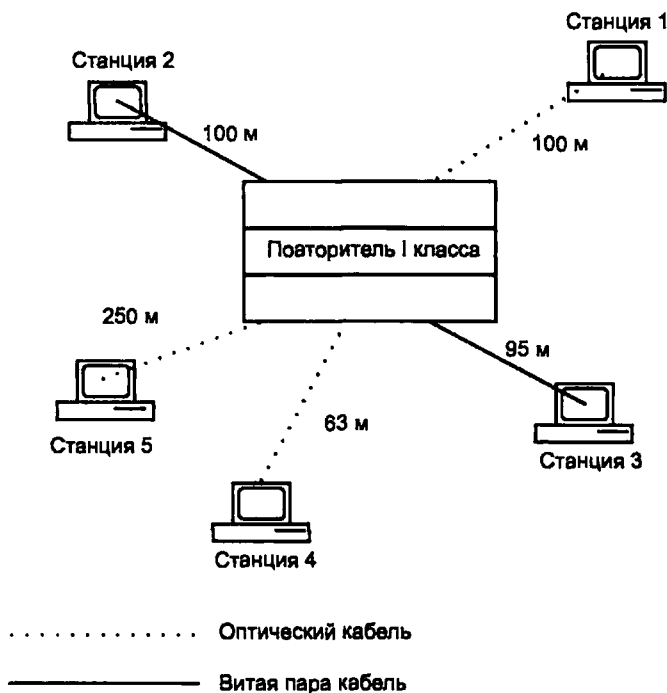 Станция 1
Станция 2
100 м
100 м
Повторитель I класса
250 м
95 м
63 м
Станция 5
Станция 3
Станция 4
Оптический кабель
Витая пара кабель